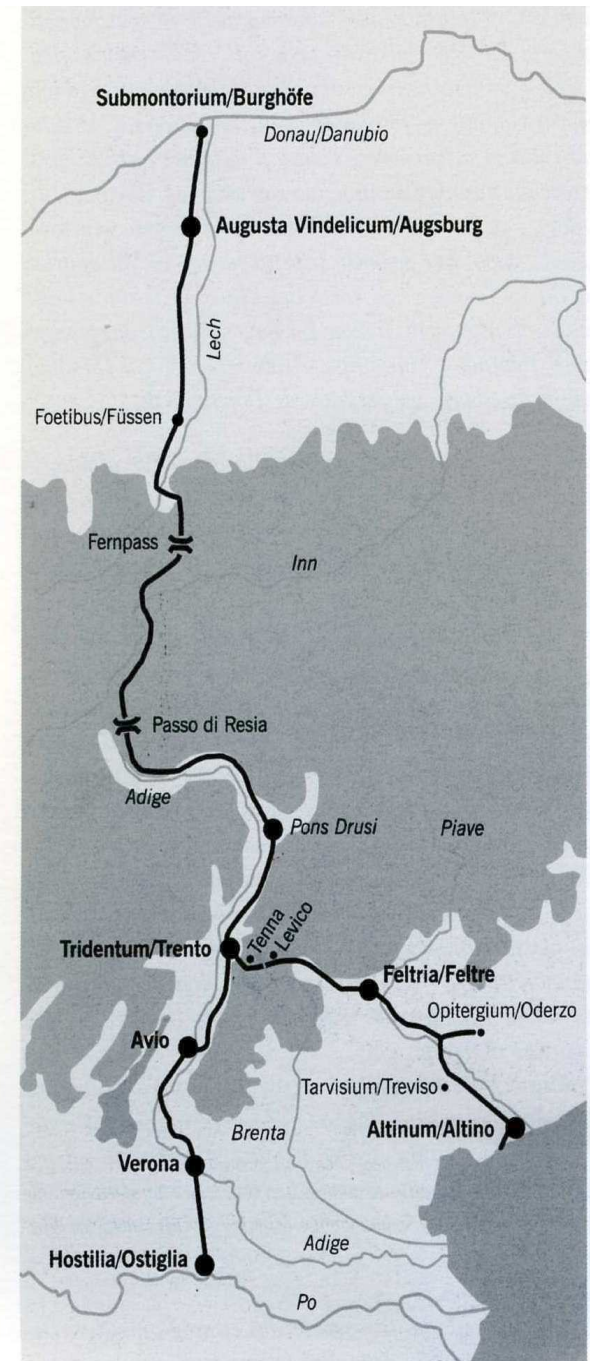 Submontorium/Burghöfe
Donau/Danubio
Augusta Vindelicum/Augsburg
Lech
Foetibus/Füssen
Fernpass
Inn
Passo di Resia
Adige
Pons Drusi
Piave
Tridentum/Trento
Tenna
Levico
Feltria/Feltre
Opitergium/Oderzo
Avio
Tarvisium/Treviso
Brenta
Altinum/Altino
Verona
Adige
Hostilia/Ostiglia
Po